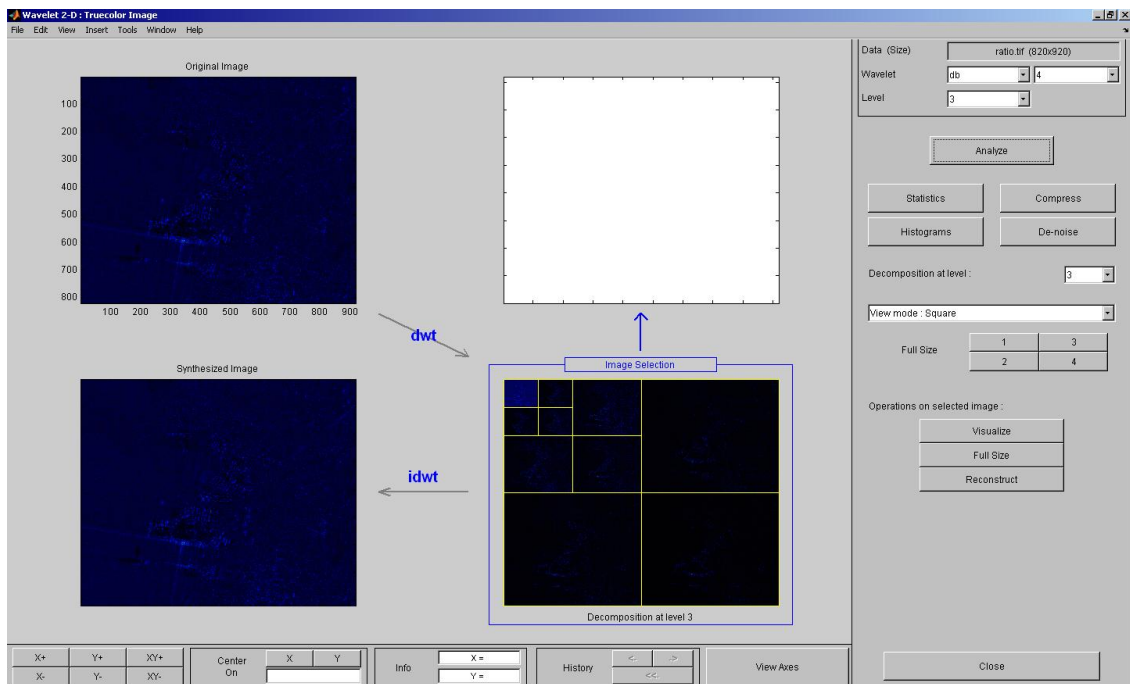 Wavelet 2-D : Truecolor Image
File Edit View Insert Tools Window Help
Original Image
100
200
300
400
500
600
700
800
100 200 300 400 500 600 700 800 900
dwt
Synthesized Image
idwt
Image Selection
Decomposition at level 3
Data (Size) ratio.tif (820x920)
Wavelet db 4
Level 3
Analyze
Statistics Compress
Histograms De-noise
Decomposition at level : 3
View mode : Square
Full Size 1 3
2 4
Operations on selected image :
Visualize
Full Size
Reconstruct
X+ Y+ XY+
X- Y- XY-
Center On X Y
Info X =
Y =
History <- ->
<<-
View Axes
Close